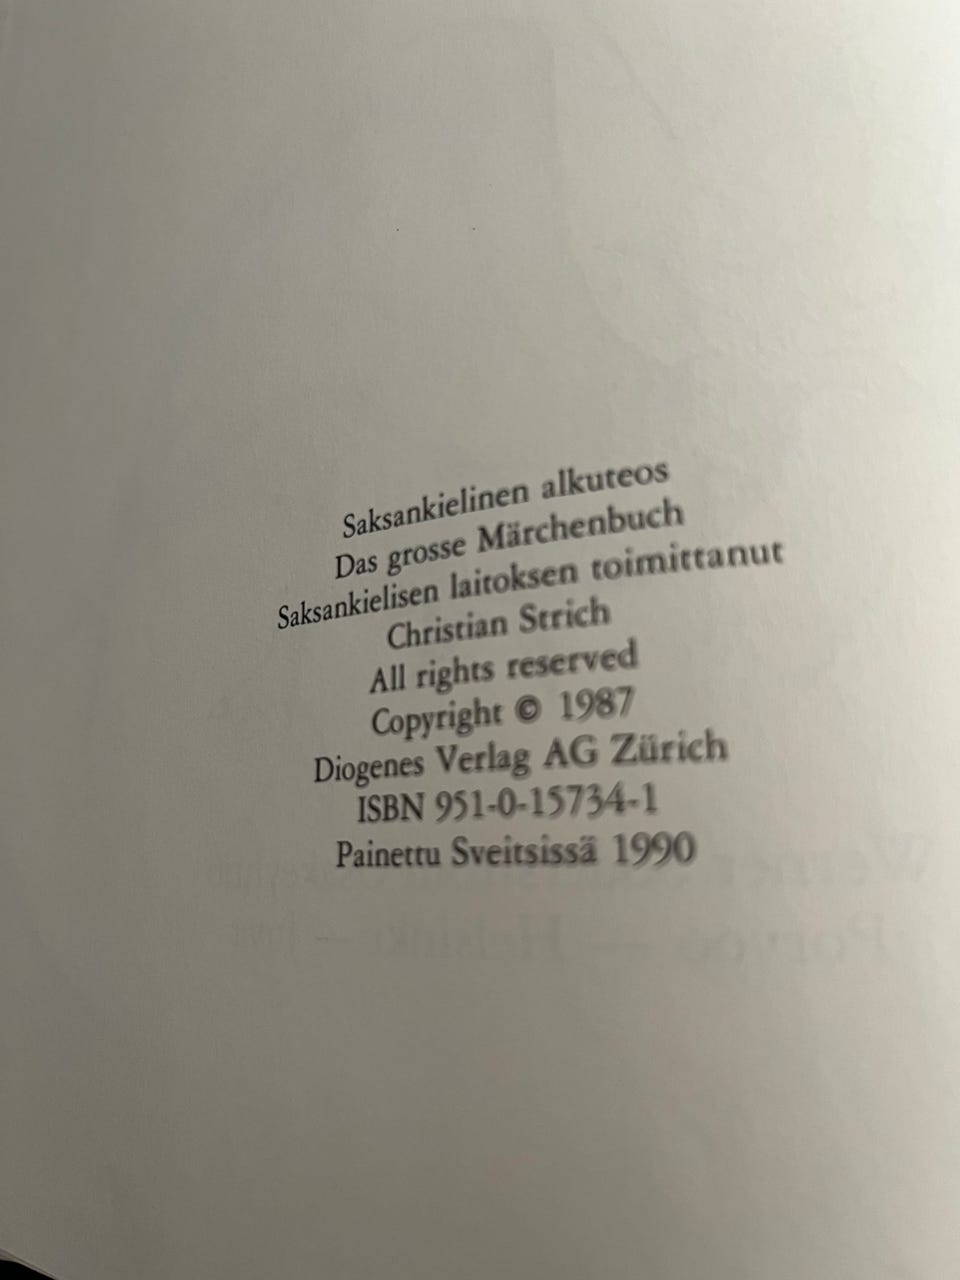 Saksankielinen alkuteos
Das grosse Märchenbuch
Saksankielisen laitoksen toimittanut
Christian Strich
All rights reserved
Copyright © 1987
Diogenes Verlag AG Zürich
ISBN 951-0-15734-1
Painettu Sveitsissä 1990